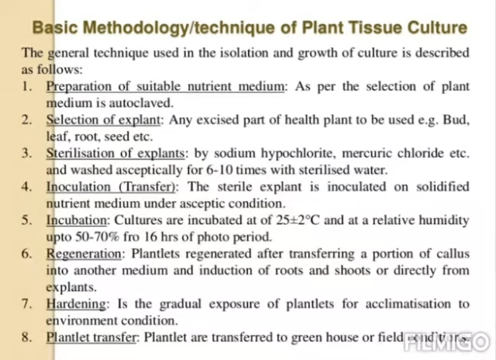 Basic Methodology/technique of Plant Tissue Culture
The general technique used in the isolation and growth of culture is described
as follows:
1. Preparation of suitable nutrient medium: As per the selection of plant
medium is autoclaved.
2. Selection of explant: Any excised part of health plant to be used e.g. Bud,
leaf, root, seed etc.
3. Sterilisation of explants: by sodium hypochlorite, mercuric chloride etc.
and washed asceptically for 6-10 times with sterilised water.
4. Inoculation (Transfer): The sterile explant is inoculated on solidified
nutrient medium under asceptic condition.
5. Incubation: Cultures are incubated at of 25±2°C and at a relative humidity
upto 50-70% fro 16 hrs of photo period.
6. Regeneration: Plantlets regenerated after transferring a portion of callus
into another medium and induction of roots and shoots or directly from
explants.
7. Hardening: Is the gradual exposure of plantlets for acclimatisation to
environment condition.
8. Plantlet transfer: Plantlet are transferred to green house or field conditions.
FILMIGO